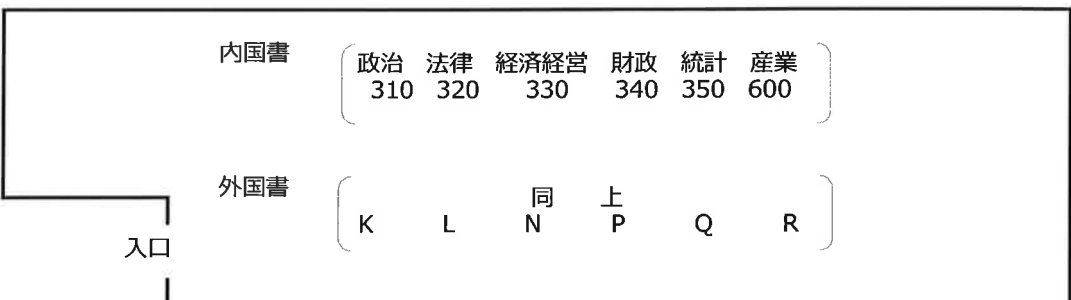 内国書
政治 法律 経済経営 財政 統計 産業
310 320 330 340 350 600
外国書
同 上
K L N P Q R
入口